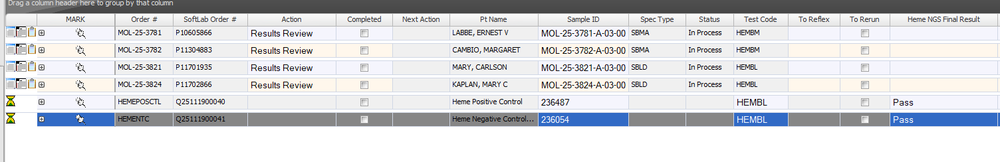 Drag a column header here to group by that column
MARK Order # SoftLab Order # Action Completed Next Action Pt Name Sample ID Spec Type Status Test Code To Reflex To Rerun Heme NGS Final Result
MOL-25-3781 P10605866 Results Review LABBE, ERNEST V MOL-25-3781-A-03-00 SBMA In Process HEMBM
MOL-25-3782 P11304883 Results Review CAMBIO, MARGARET MOL-25-3782-A-03-00 SBMA In Process HEMBM
MOL-25-3821 P11701935 Results Review MARY, CARLSON MOL-25-3821-A-03-00 SBLD In Process HEMBL
MOL-25-3824 P11702866 Results Review KAPLAN, MARY C MOL-25-3824-A-03-00 SBLD In Process HEMBL
HEMEPOSCTL Q25111900040 Heme Positive Control 236487 HEMBL Pass
HEMENTC Q25111900041 Heme Negative Control... 236054 HEMBL Pass